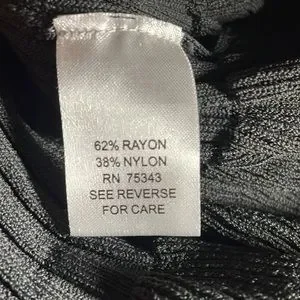 62% RAYON
38% NYLON
RN 75343
SEE REVERSE
FOR CARE